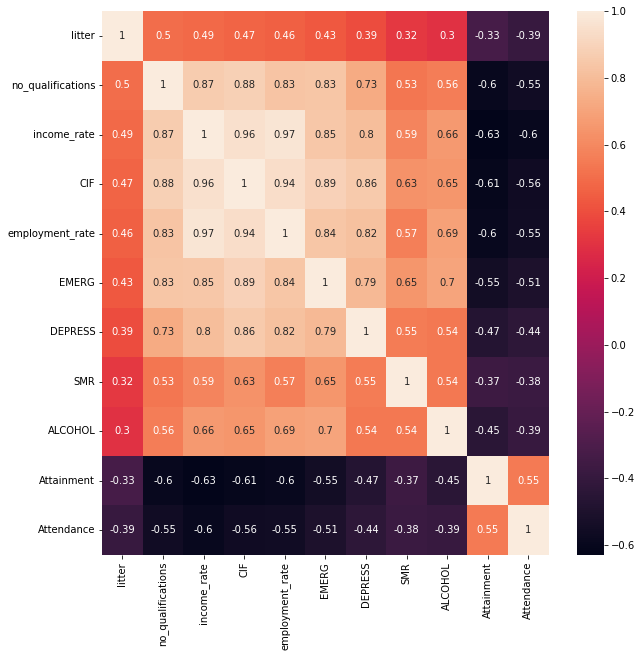 1.0
litter 1 0.5 0.49 0.47 0.46 0.43 0.39 0.32 0.3 -0.33 -0.39
0.8
no_qualifications 0.5 1 0.87 0.88 0.83 0.83 0.73 0.53 0.56 -0.6 -0.55
income_rate 0.49 0.87 1 0.96 0.97 0.85 0.8 0.59 0.66 -0.63 -0.6
0.6
CIF 0.47 0.88 0.96 1 0.94 0.89 0.86 0.63 0.65 -0.61 -0.56
0.4
employment_rate 0.46 0.83 0.97 0.94 1 0.84 0.82 0.57 0.69 -0.6 -0.55
0.2
EMERG 0.43 0.83 0.85 0.89 0.84 1 0.79 0.65 0.7 -0.55 -0.51
DEPRESS 0.39 0.73 0.8 0.86 0.82 0.79 1 0.55 0.54 -0.47 -0.44
0.0
SMR 0.32 0.53 0.59 0.63 0.57 0.65 0.55 1 0.54 -0.37 -0.38
−0.2
ALCOHOL 0.3 0.56 0.66 0.65 0.69 0.7 0.54 0.54 1 -0.45 -0.39
−0.4
Attainment -0.33 -0.6 -0.63 -0.61 -0.6 -0.55 -0.47 -0.37 -0.45 1 0.55
Attendance -0.39 -0.55 -0.6 -0.56 -0.55 -0.51 -0.44 -0.38 -0.39 0.55 1
−0.6
litter
no_qualifications
income_rate
CIF
employment_rate
EMERG
DEPRESS
SMR
ALCOHOL
Attainment
Attendance